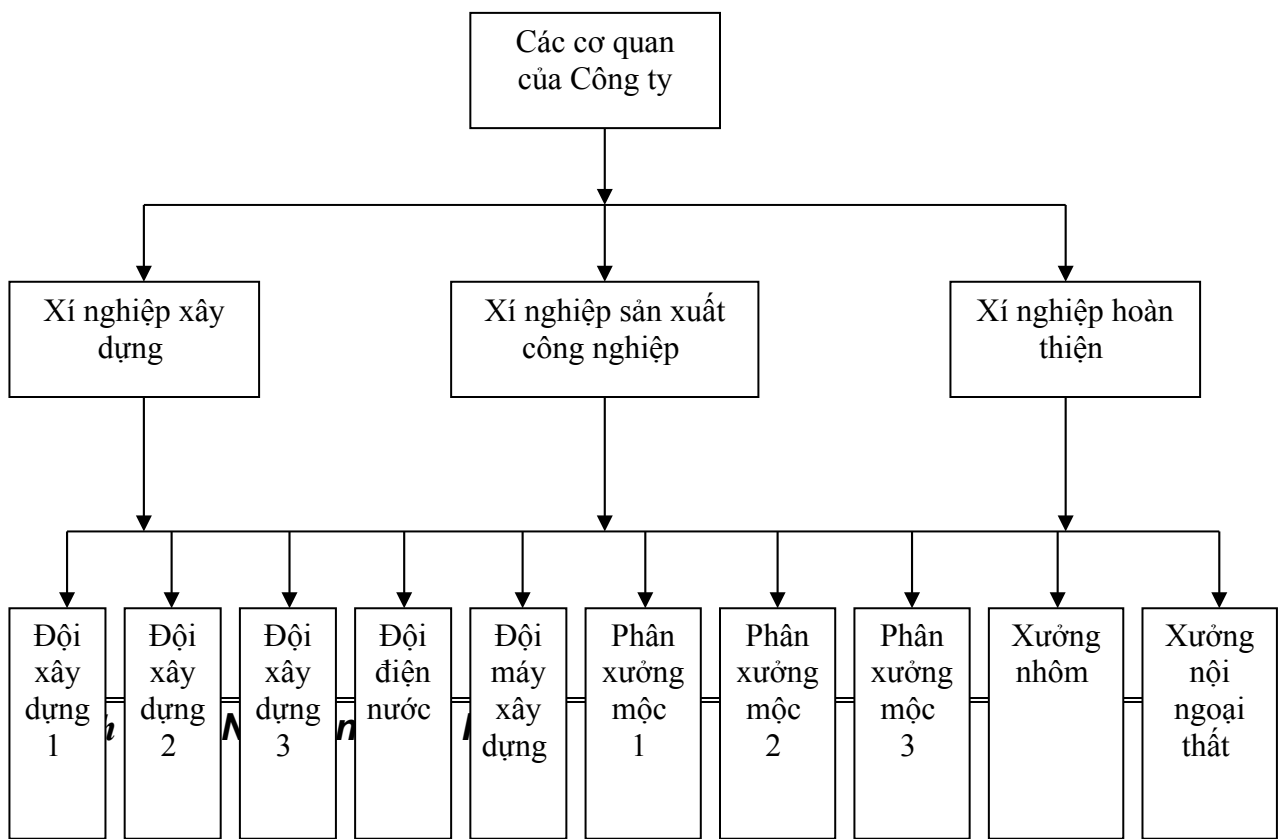 Các cơ quan
của Công ty
Xí nghiệp xây
dựng
Xí nghiệp sản xuất
công nghiệp
Xí nghiệp hoàn
thiện
Đội
xây
dựng
1
Đội
xây
dựng
2
Đội
xây
dựng
3
Đội
điện
nước
Đội
máy
xây
dựng
Phân
xưởng
mộc
1
Phân
xưởng
mộc
2
Phân
xưởng
mộc
3
Xưởng
nhôm
Xưởng
nội
ngoại
thất